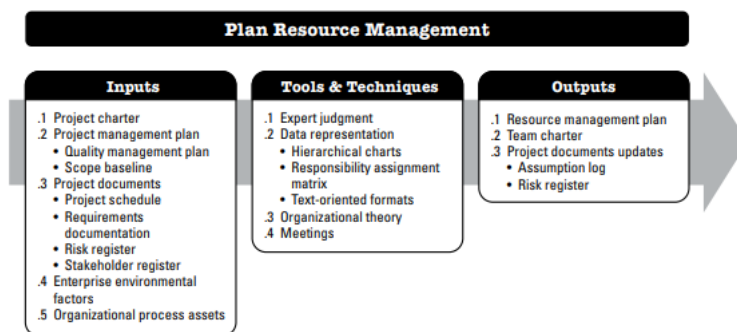 Plan Resource Management
Inputs
.1 Project charter
.2 Project management plan
• Quality management plan
• Scope baseline
.3 Project documents
• Project schedule
• Requirements
documentation
• Risk register
• Stakeholder register
.4 Enterprise environmental
factors
.5 Organizational process assets
Tools & Techniques
.1 Expert judgment
.2 Data representation
• Hierarchical charts
• Responsibility assignment
matrix
• Text-oriented formats
.3 Organizational theory
.4 Meetings
Outputs
.1 Resource management plan
.2 Team charter
.3 Project documents updates
• Assumption log
• Risk register